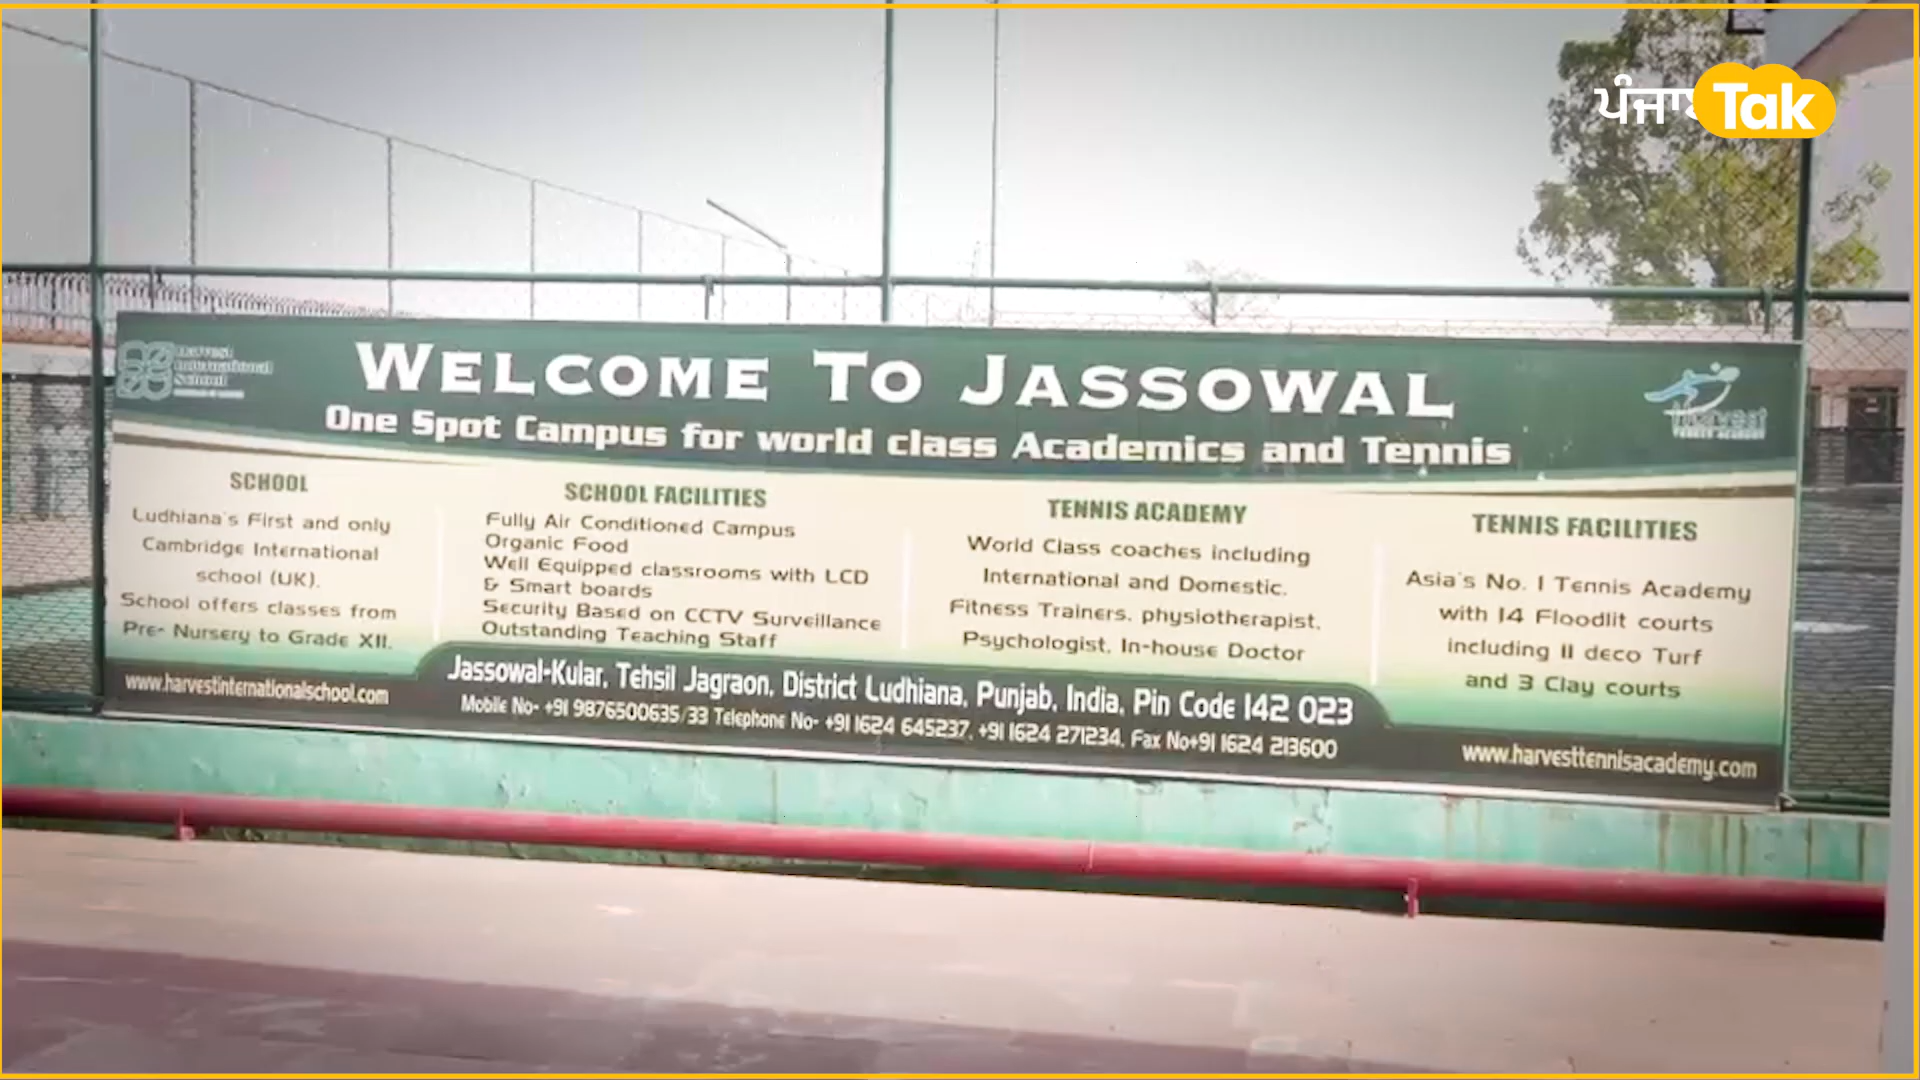 ਪੰਜਾਬ Tak
Harvest
International
School
WELCOME TO JASSOWAL
One Spot Campus for world class Academics and Tennis
Harvest
TENNIS ACADEMY
SCHOOL
Ludhiana's First and only
Cambridge International
school (UK).
School offers classes from
Pre- Nursery to Grade XII.
www.harvestinternationalschool.com
SCHOOL FACILITIES
Fully Air Conditioned Campus
Organic Food
Well Equipped classrooms with LCD
& Smart boards
Security Based on CCTV Surveillance
Outstanding Teaching Staff
TENNIS ACADEMY
World Class coaches including
International and Domestic.
Fitness Trainers, physiotherapist,
Psychologist, In-house Doctor
TENNIS FACILITIES
Asia's No. 1 Tennis Academy
with 14 Floodlit courts
including 11 deco Turf
and 3 Clay courts
Jassowal-Kular, Tehsil Jagraon, District Ludhiana, Punjab, India, Pin Code 142 023
Mobile No- +91 9876500635/33 Telephone No- +91 1624 645237, +91 1624 271234, Fax No+91 1624 213600
www.harvesttennisacademy.com